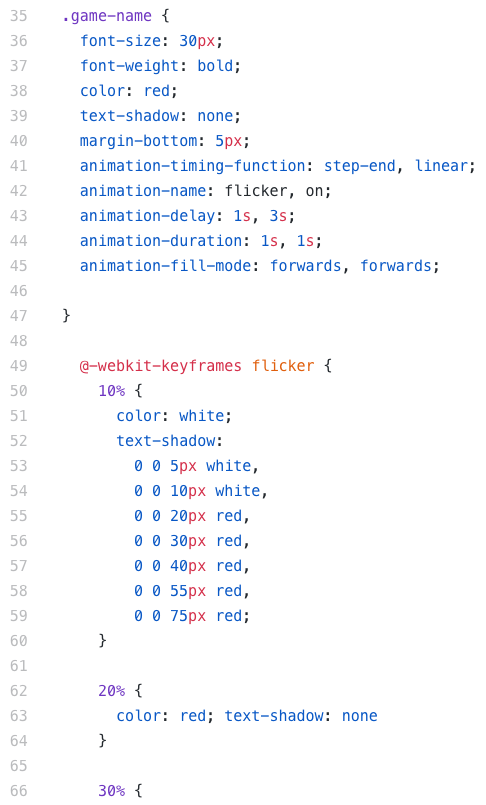 35 .game-name {
36 font-size: 30px;
37 font-weight: bold;
38 color: red;
39 text-shadow: none;
40 margin-bottom: 5px;
41 animation-timing-function: step-end, linear;
42 animation-name: flicker, on;
43 animation-delay: 1s, 3s;
44 animation-duration: 1s, 1s;
45 animation-fill-mode: forwards, forwards;
46
47 }
48
49 @-webkit-keyframes flicker {
50 10% {
51 color: white;
52 text-shadow:
53 0 0 5px white,
54 0 0 10px white,
55 0 0 20px red,
56 0 0 30px red,
57 0 0 40px red,
58 0 0 55px red,
59 0 0 75px red;
60 }
61
62 20% {
63 color: red; text-shadow: none
64 }
65
66 30% {